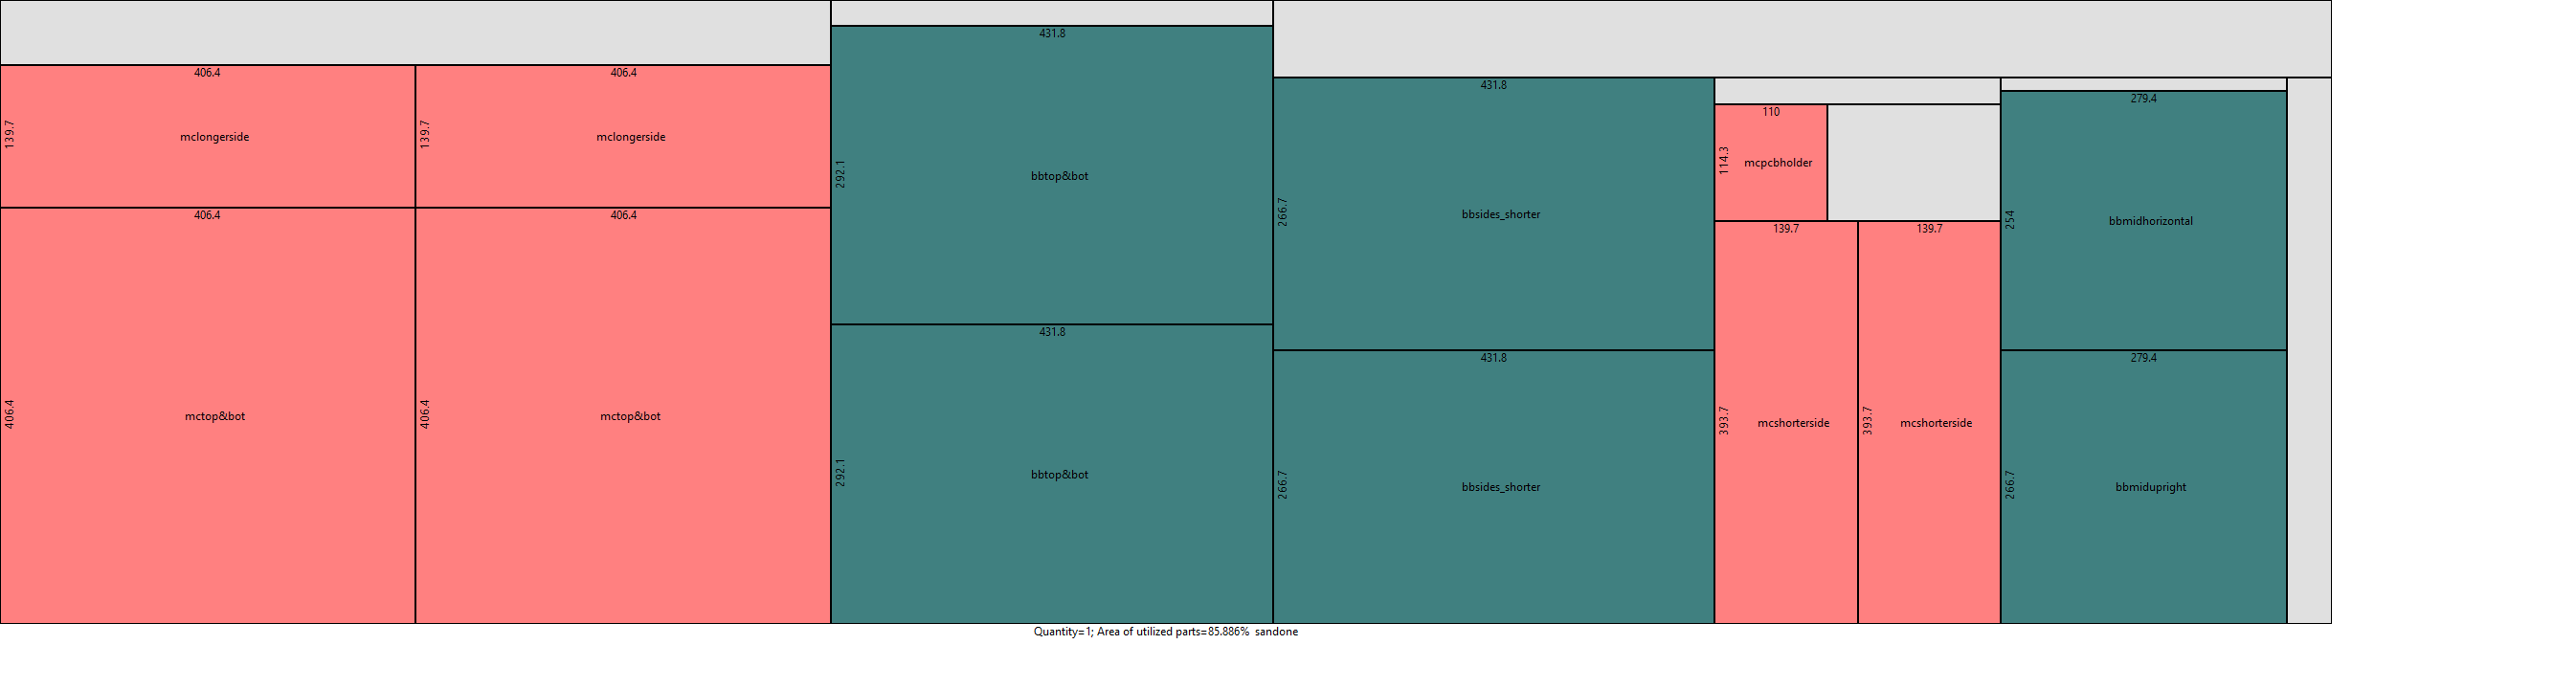 406.4
139.7
mclongerside
406.4
139.7
mclongerside
406.4
406.4
mctop&bot
406.4
406.4
mctop&bot
431.8
292.1
bbtop&bot
431.8
292.1
bbtop&bot
431.8
266.7
bbsides_shorter
431.8
266.7
bbsides_shorter
110
114.3
mcpcbholder
139.7
393.7
mcshorterside
139.7
393.7
mcshorterside
279.4
254
bbmidhorizontal
279.4
266.7
bbmidupright
Quantity=1; Area of utilized parts=85.886% sandone